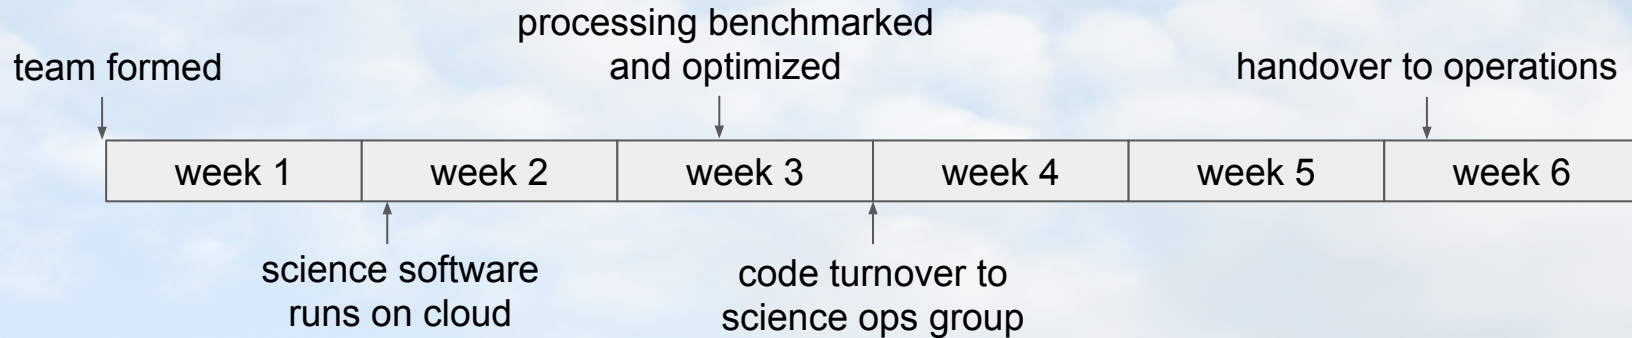 processing benchmarked
and optimized
team formed
handover to operations
week 1
week 2
week 3
week 4
week 5
week 6
science software
runs on cloud
code turnover to
science ops group